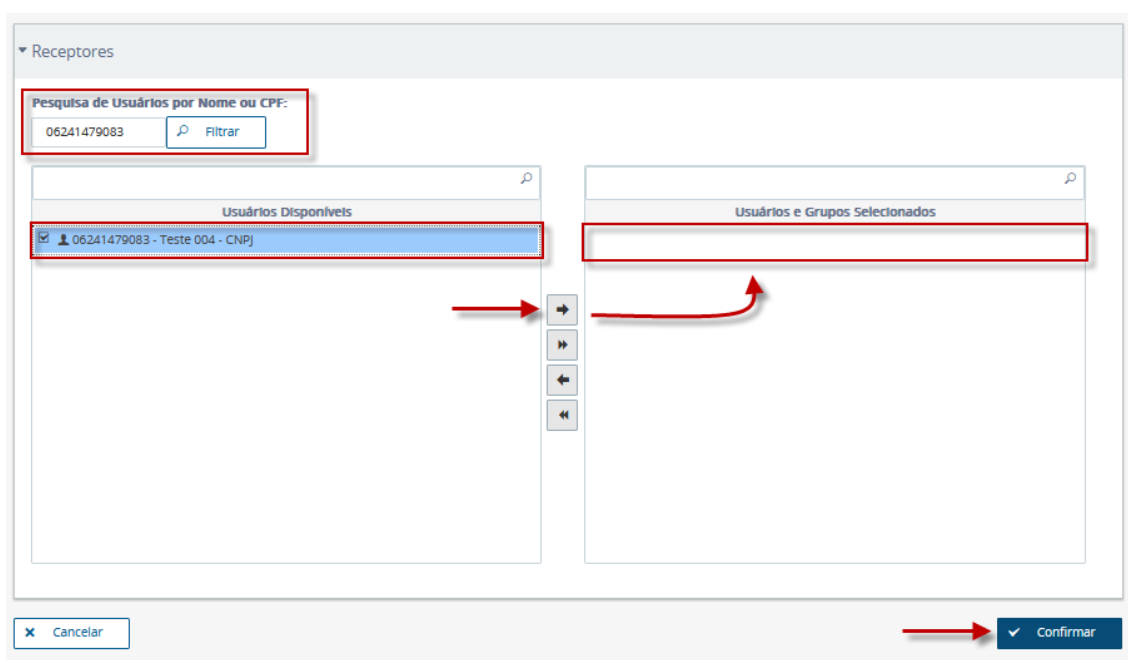 Receptores
Pesquisa de Usuários por Nome ou CPF:
06241479083 Filtrar
Usuários Disponíveis
Usuários e Grupos Selecionados
06241479083 - Teste 004 - CNPJ
Cancelar
Confirmar